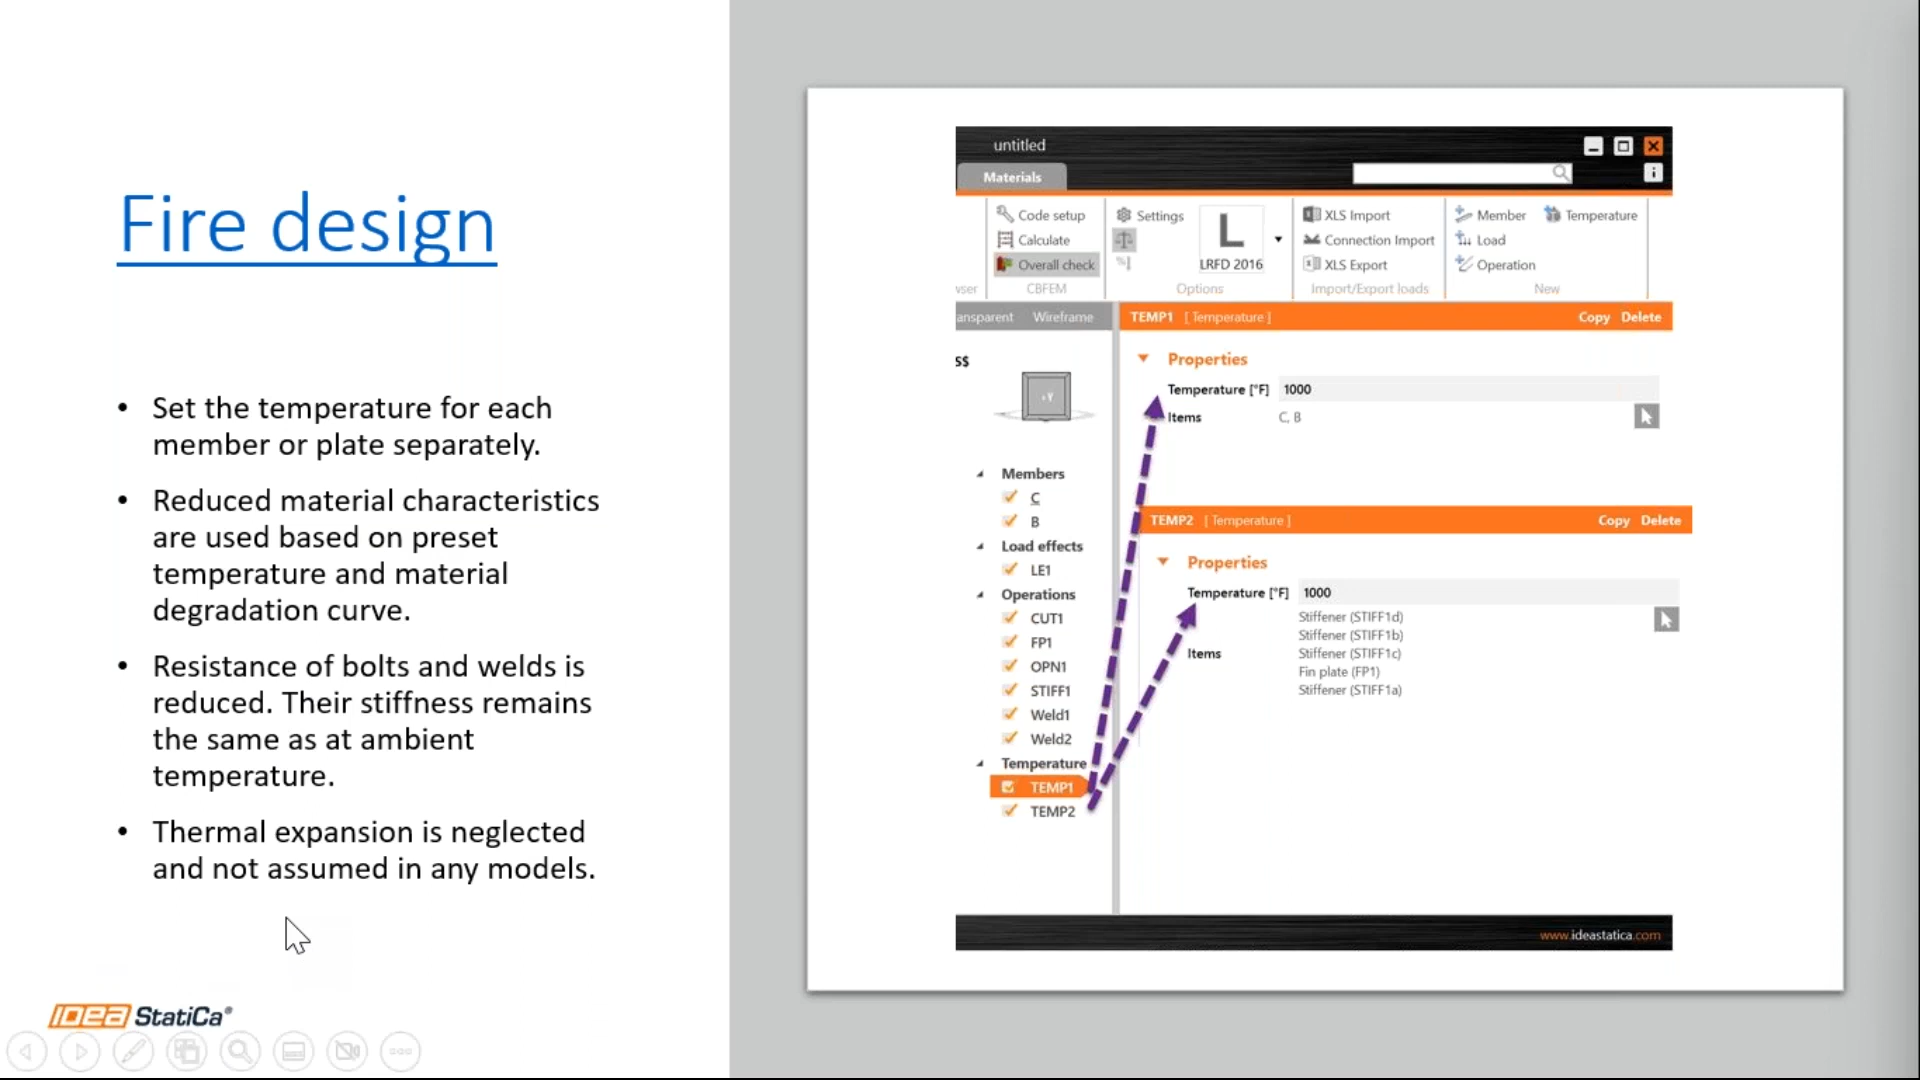 Fire design
• Set the temperature for each
member or plate separately.
• Reduced material characteristics
are used based on preset
temperature and material
degradation curve.
• Resistance of bolts and welds is
reduced. Their stiffness remains
the same as at ambient
temperature.
• Thermal expansion is neglected
and not assumed in any models.
IDEA StatiCa®
untitled
Materials
Code setup
Calculate
Overall check
CBFEM
Settings
L
LRFD 2016
Options
XLS Import
Connection Import
XLS Export
Import/Export loads
Member
Temperature
Load
Operation
New
ansparent Wireframe
TEMP1 [ Temperature ] Copy Delete
Properties
Temperature [°F] 1000
Items C, B
+Y
Members
C
B
Load effects
LE1
Operations
CUT1
FP1
OPN1
STIFF1
Weld1
Weld2
Temperature
TEMP1
TEMP2
TEMP2 [ Temperature ] Copy Delete
Properties
Temperature [°F] 1000
Items
Stiffener (STIFF1d)
Stiffener (STIFF1b)
Stiffener (STIFF1c)
Fin plate (FP1)
Stiffener (STIFF1a)
www.ideastatica.com